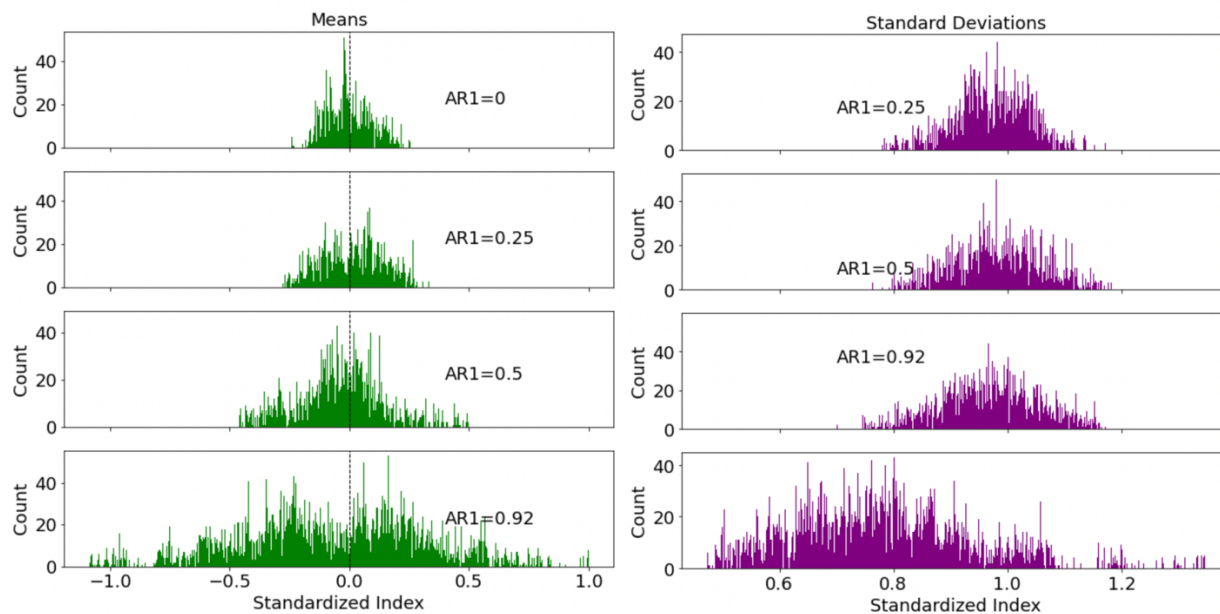 Means
Count
40
20
0
AR1=0
Count
40
20
0
AR1=0.25
Count
40
20
0
AR1=0.5
Count
40
20
0
AR1=0.92
−1.0
−0.5
0.0
0.5
1.0
Standardized Index
Standard Deviations
Count
40
20
0
AR1=0.25
Count
40
20
0
AR1=0.5
Count
40
20
0
AR1=0.92
Count
40
20
0
0.6
0.8
1.0
1.2
Standardized Index